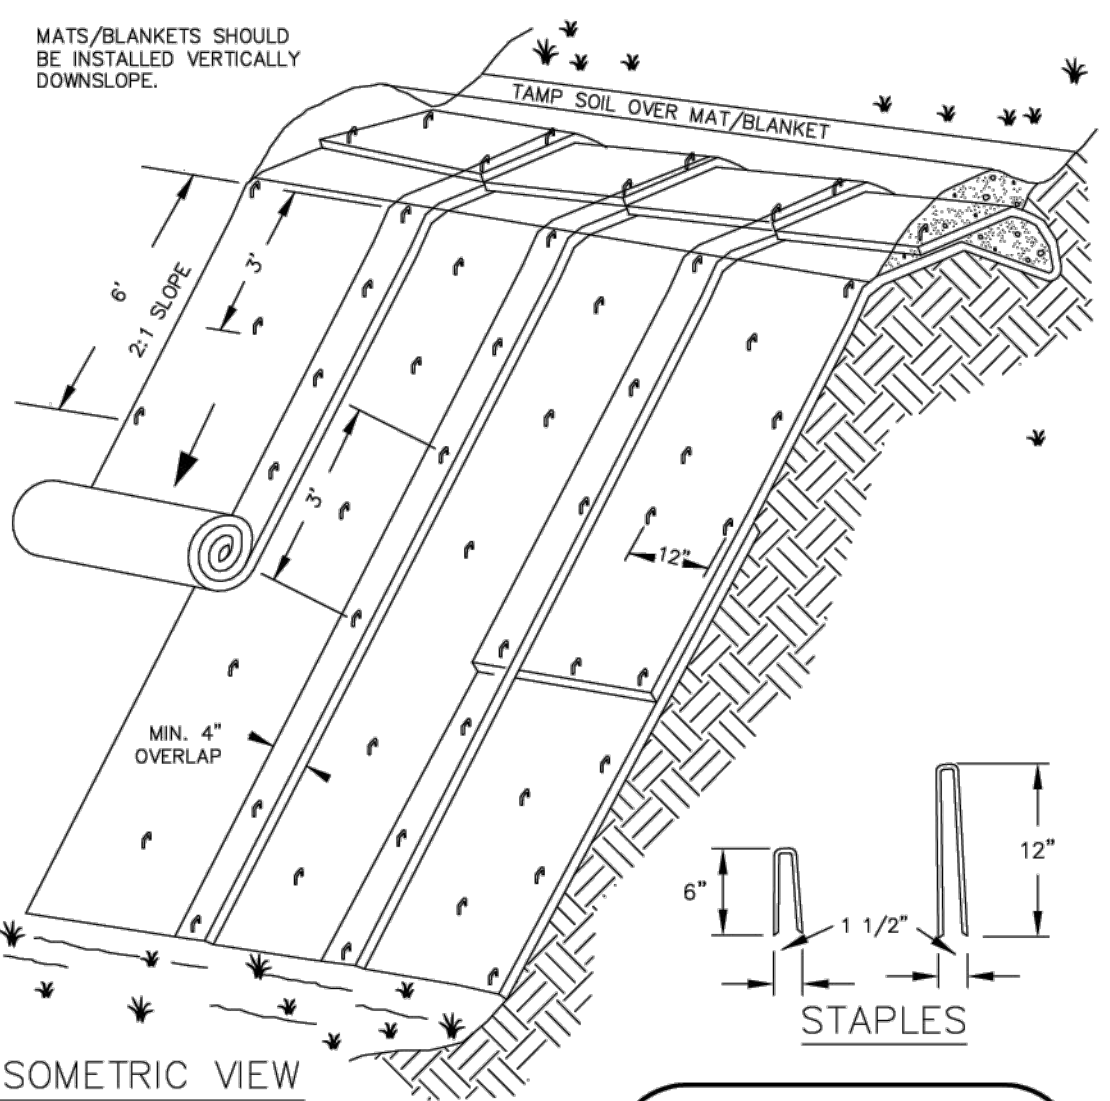 MATS/BLANKETS SHOULD
BE INSTALLED VERTICALLY
DOWNSLOPE.
TAMP SOIL OVER MAT/BLANKET
6'
2:1 SLOPE
3'
3'
12"
MIN. 4"
OVERLAP
6"
12"
1 1/2"
STAPLES
SOMETRIC VIEW